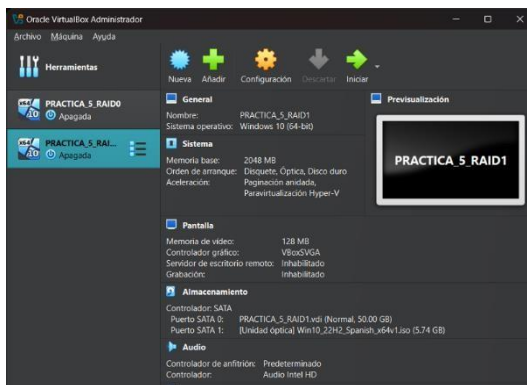 Oracle VirtualBox Administrador
Archivo Máquina Ayuda
Herramientas
Nueva Añadir Configuración Descartar Iniciar
PRACTICA_5_RAID0
Apagada
PRACTICA_5_RAI...
Apagada
General
Nombre: PRACTICA_5_RAID1
Sistema operativo: Windows 10 (64-bit)
Previsualización
PRACTICA_5_RAID1
Sistema
Memoria base: 2048 MB
Orden de arranque: Disquete, Óptica, Disco duro
Aceleración: Paginación anidada,
Paravirtualización Hyper-V
Pantalla
Memoria de vídeo: 128 MB
Controlador gráfico: VBoxSVGA
Servidor de escritorio remoto: Inhabilitado
Grabación: Inhabilitado
Almacenamiento
Controlador: SATA
Puerto SATA 0: PRACTICA_5_RAID1.vdi (Normal, 50.00 GB)
Puerto SATA 1: [Unidad óptica] Win10_22H2_Spanish_x64v1.iso (5.74 GB)
Audio
Controlador de anfitrión: Predeterminado
Controlador: Audio Intel HD